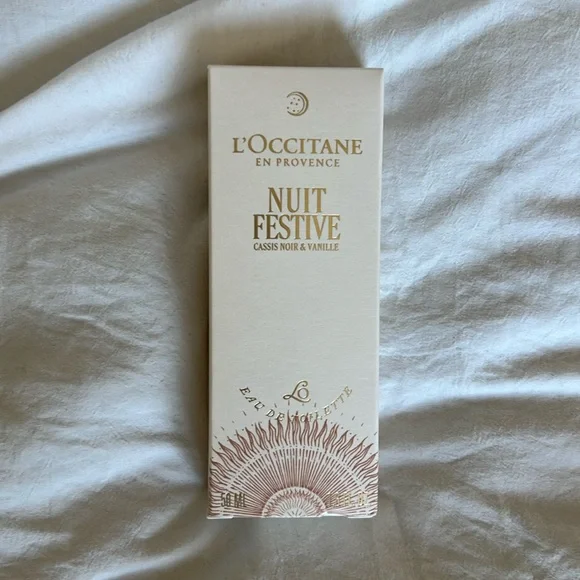 L'OCCITANE
EN PROVENCE
NUIT
FESTIVE
CASSIS NOIR & VANILLE
LO
EAU DE TOILETTE
50 ML